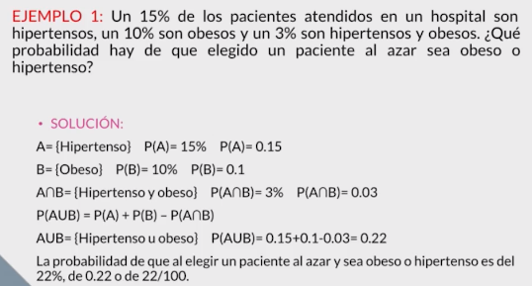 EJEMPLO 1: Un 15% de los pacientes atendidos en un hospital son
hipertensos, un 10% son obesos y un 3% son hipertensos y obesos. ¿Qué
probabilidad hay de que elegido un paciente al azar sea obeso o
hipertenso?
• SOLUCIÓN:
A= {Hipertenso} P(A)= 15% P(A)= 0.15
B= {Obeso} P(B)= 10% P(B)= 0.1
A∩B= {Hipertenso y obeso} P(A∩B)= 3% P(A∩B)= 0.03
P(AUB) = P(A) + P(B) – P(A∩B)
AUB= {Hipertenso u obeso} P(AUB)= 0.15+0.1-0.03= 0.22
La probabilidad de que al elegir un paciente al azar y sea obeso o hipertenso es del
22%, de 0.22 o de 22/100.